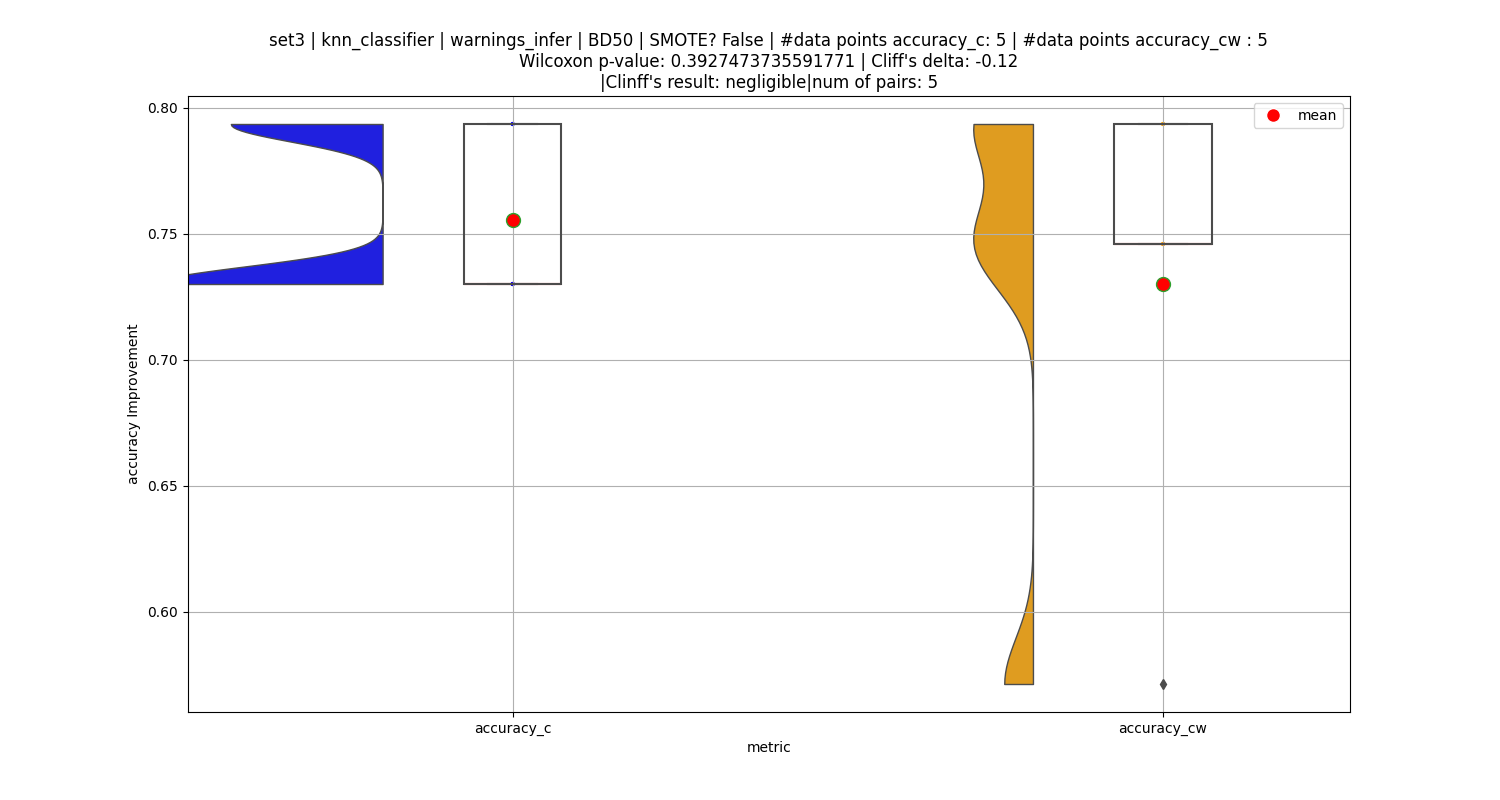 set3 | knn_classifier | warnings_infer | BD50 | SMOTE? False | #data points accuracy_c: 5 | #data points accuracy_cw : 5
Wilcoxon p-value: 0.3927473735591771 | Cliff's delta: -0.12
|Clinff's result: negligible|num of pairs: 5
mean
0.80
0.75
0.70
0.65
0.60
accuracy Improvement
accuracy_c
accuracy_cw
metric